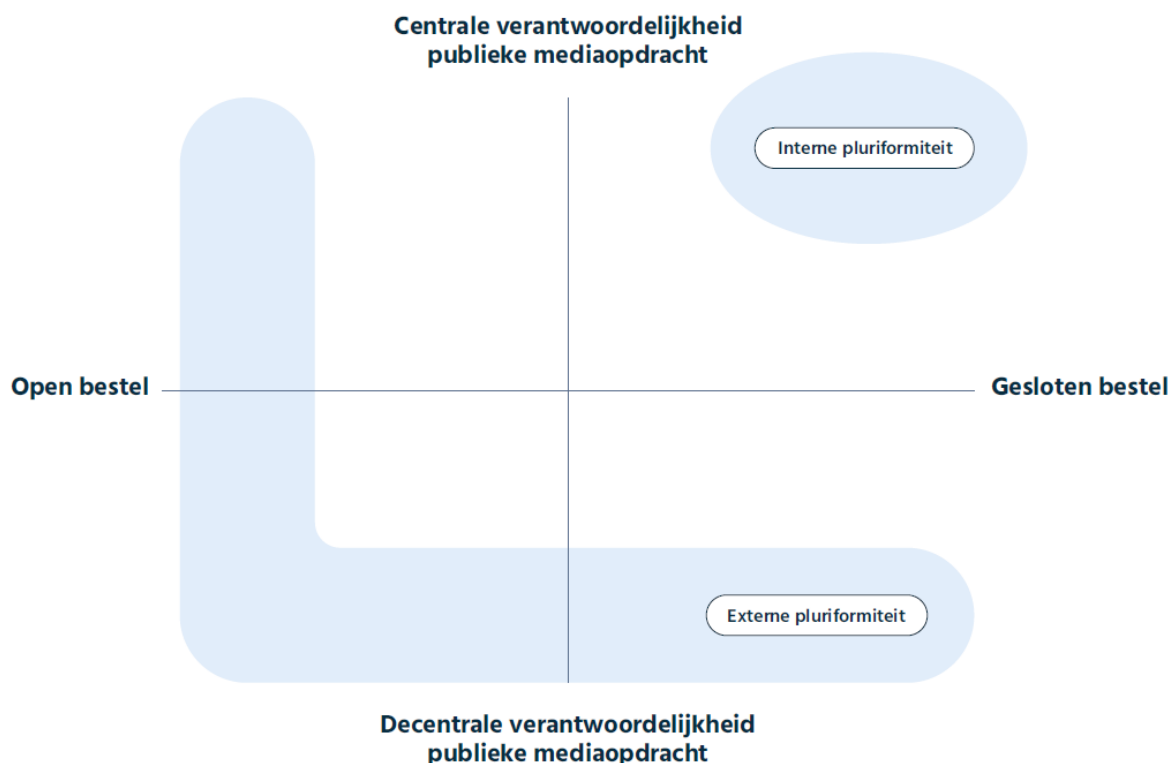 Centrale verantwoordelijkheid
publieke mediaopdracht
Interne pluriformiteit
Open bestel
Gesloten bestel
Externe pluriformiteit
Decentrale verantwoordelijkheid
publieke mediaopdracht